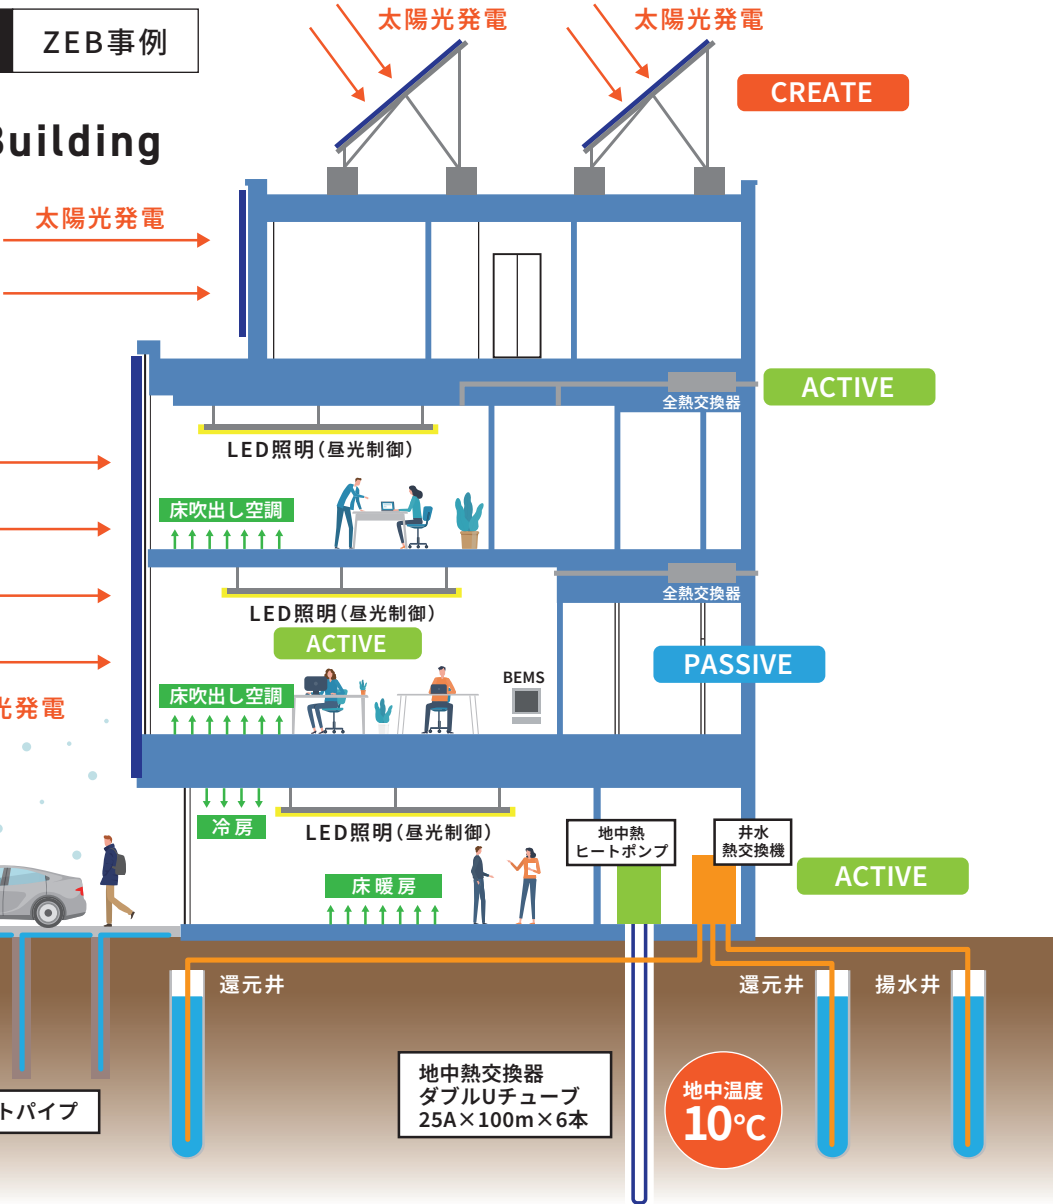 ZEB事例
太陽光発電
太陽光発電
CREATE
Building
太陽光発電
ACTIVE
全熱交換器
LED照明(昼光制御)
床吹出し空調
全熱交換器
LED照明(昼光制御)
ACTIVE
PASSIVE
BEMS
床吹出し空調
光発電
冷房
LED照明(昼光制御)
地中熱
ヒートポンプ
井水
熱交換機
ACTIVE
床暖房
還元井
還元井
揚水井
地中熱交換器
ダブルUチューブ
25A×100m×6本
地中温度
10℃
トパイプ